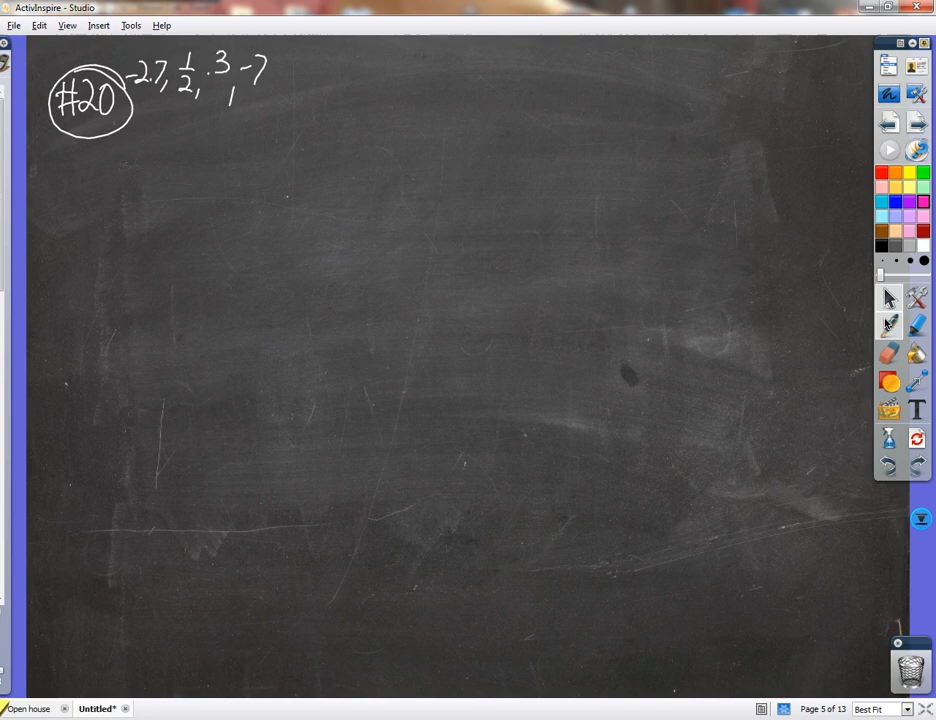 ActivInspire - Studio
File Edit View Insert Tools Help
#20 -2.7, 1/2, .3, -7
T
Open house Untitled* Page 5 of 13 Best Fit